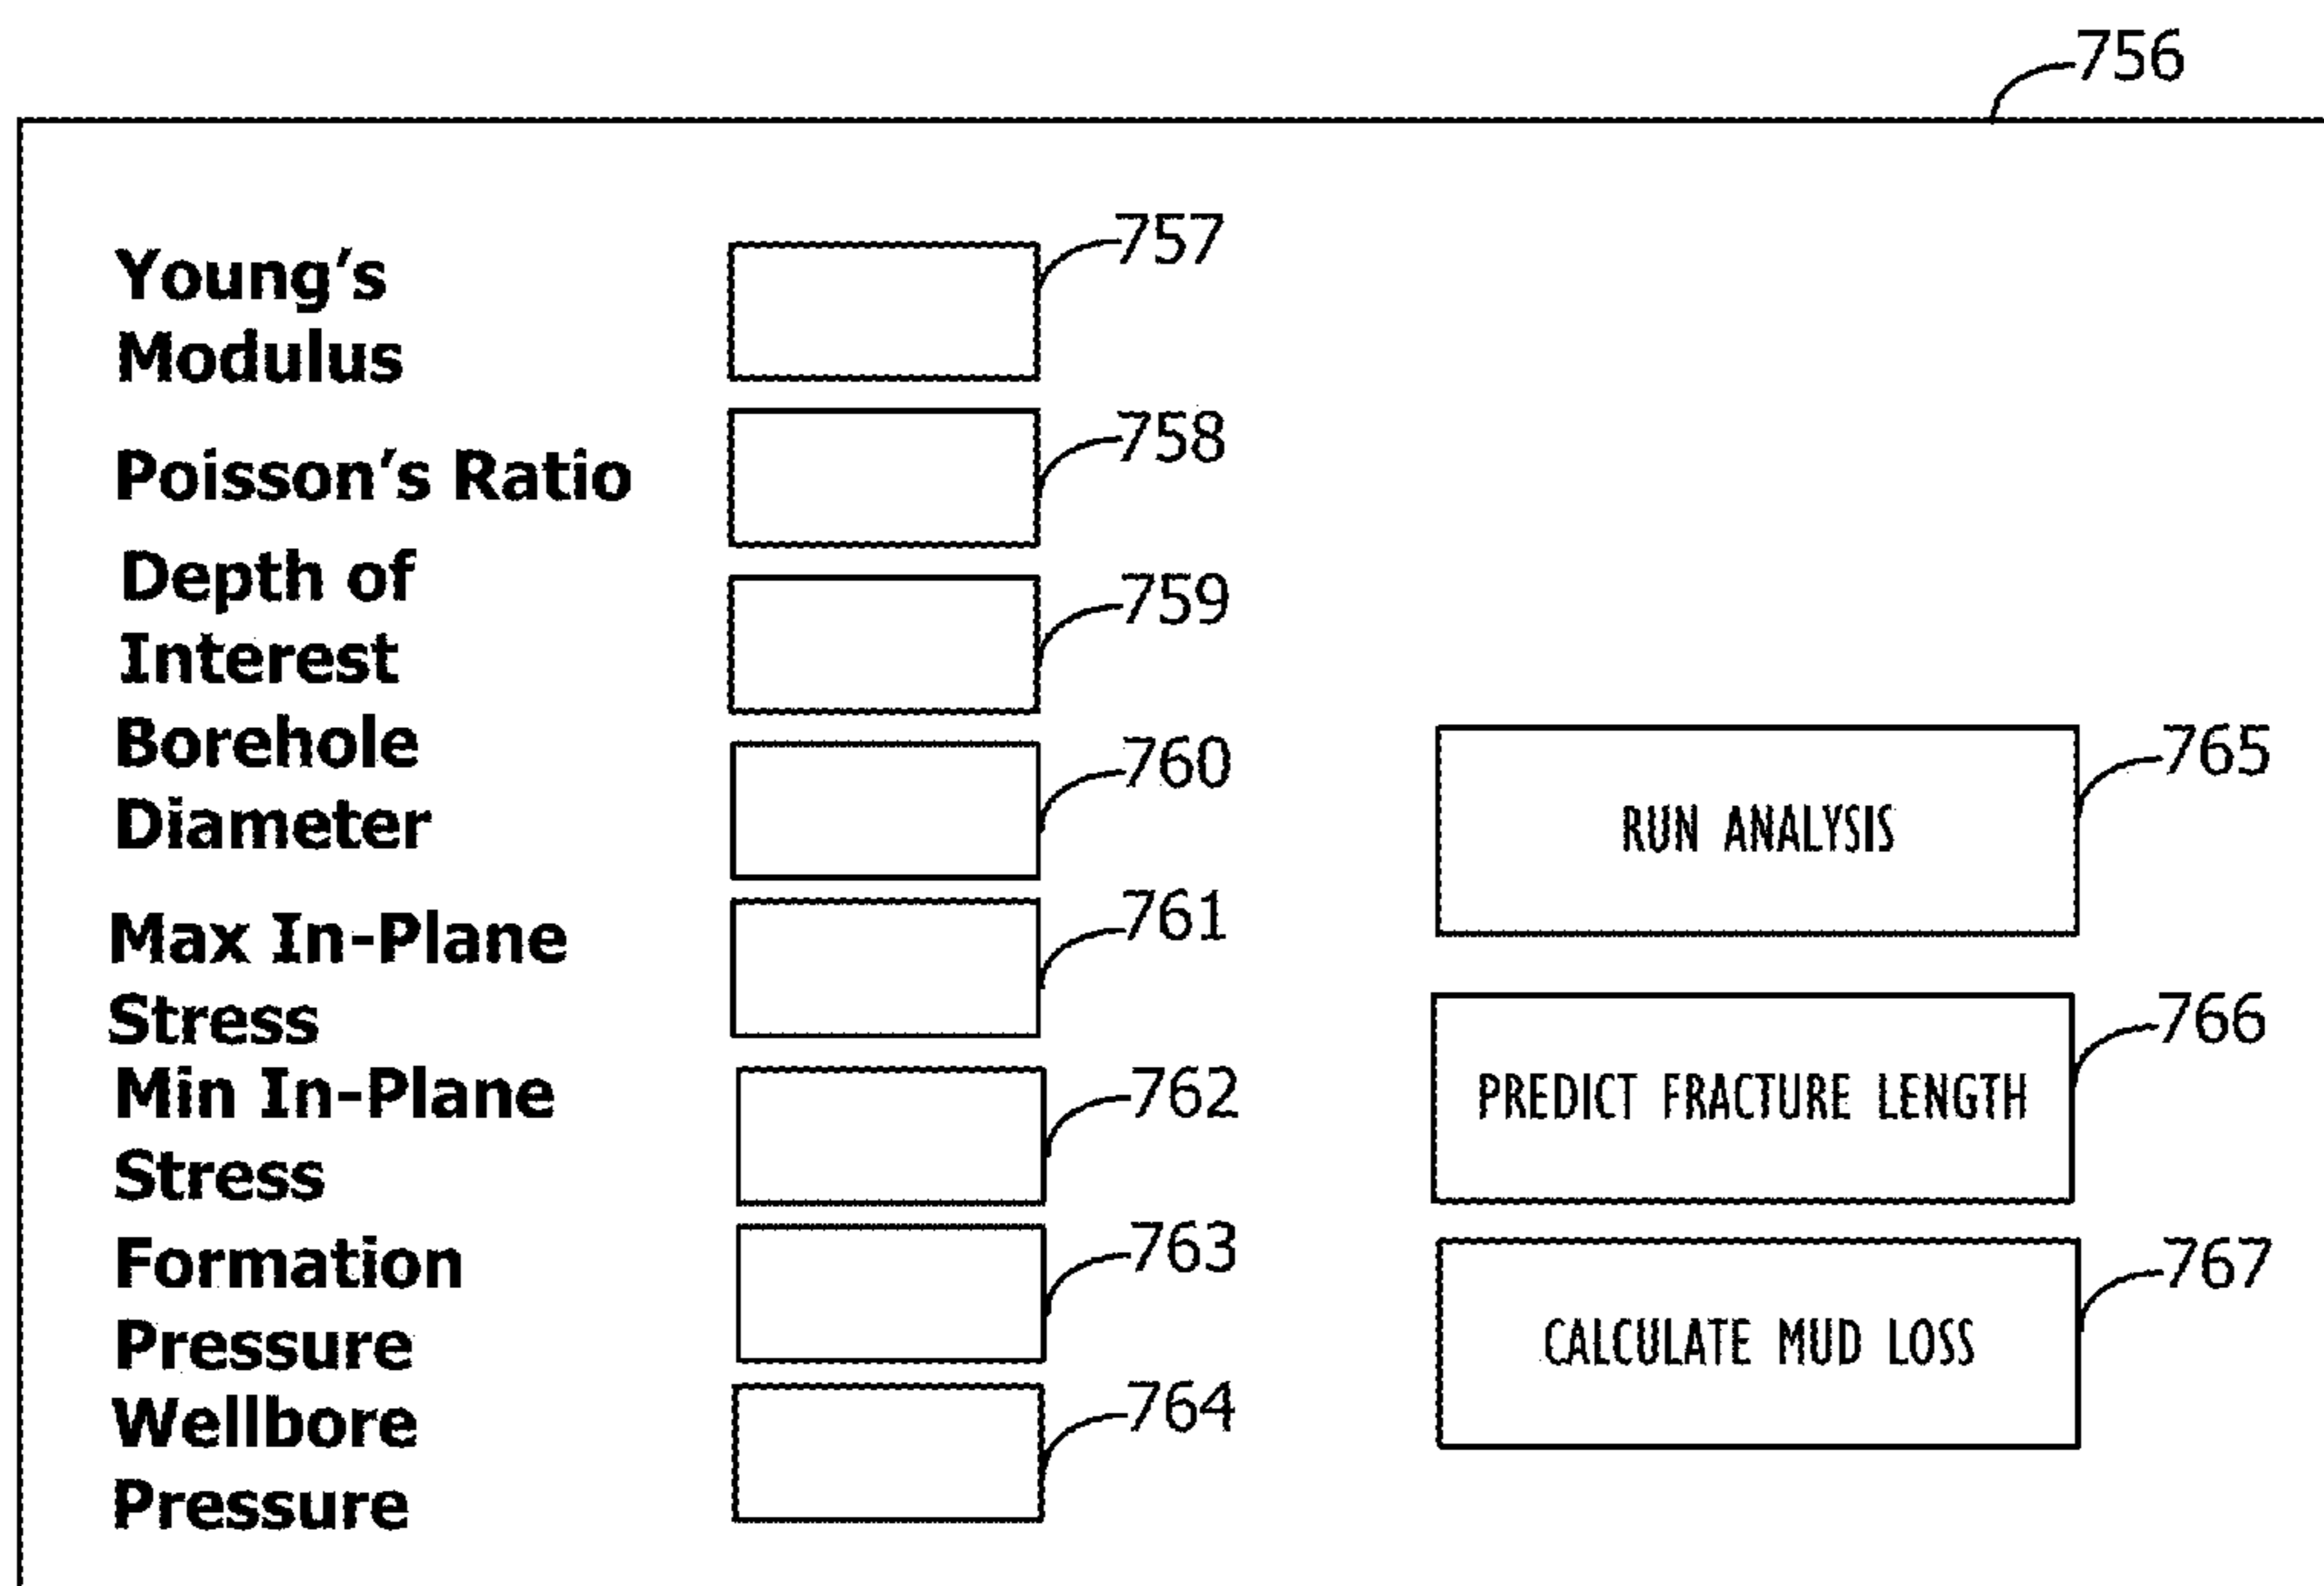 756
Young's
Modulus
757
Poisson's Ratio
758
Depth of
Interest
759
Borehole
Diameter
760
Max In-Plane
Stress
761
Min In-Plane
Stress
762
Formation
Pressure
763
Wellbore
Pressure
764
RUN ANALYSIS
765
PREDICT FRACTURE LENGTH
766
CALCULATE MUD LOSS
767